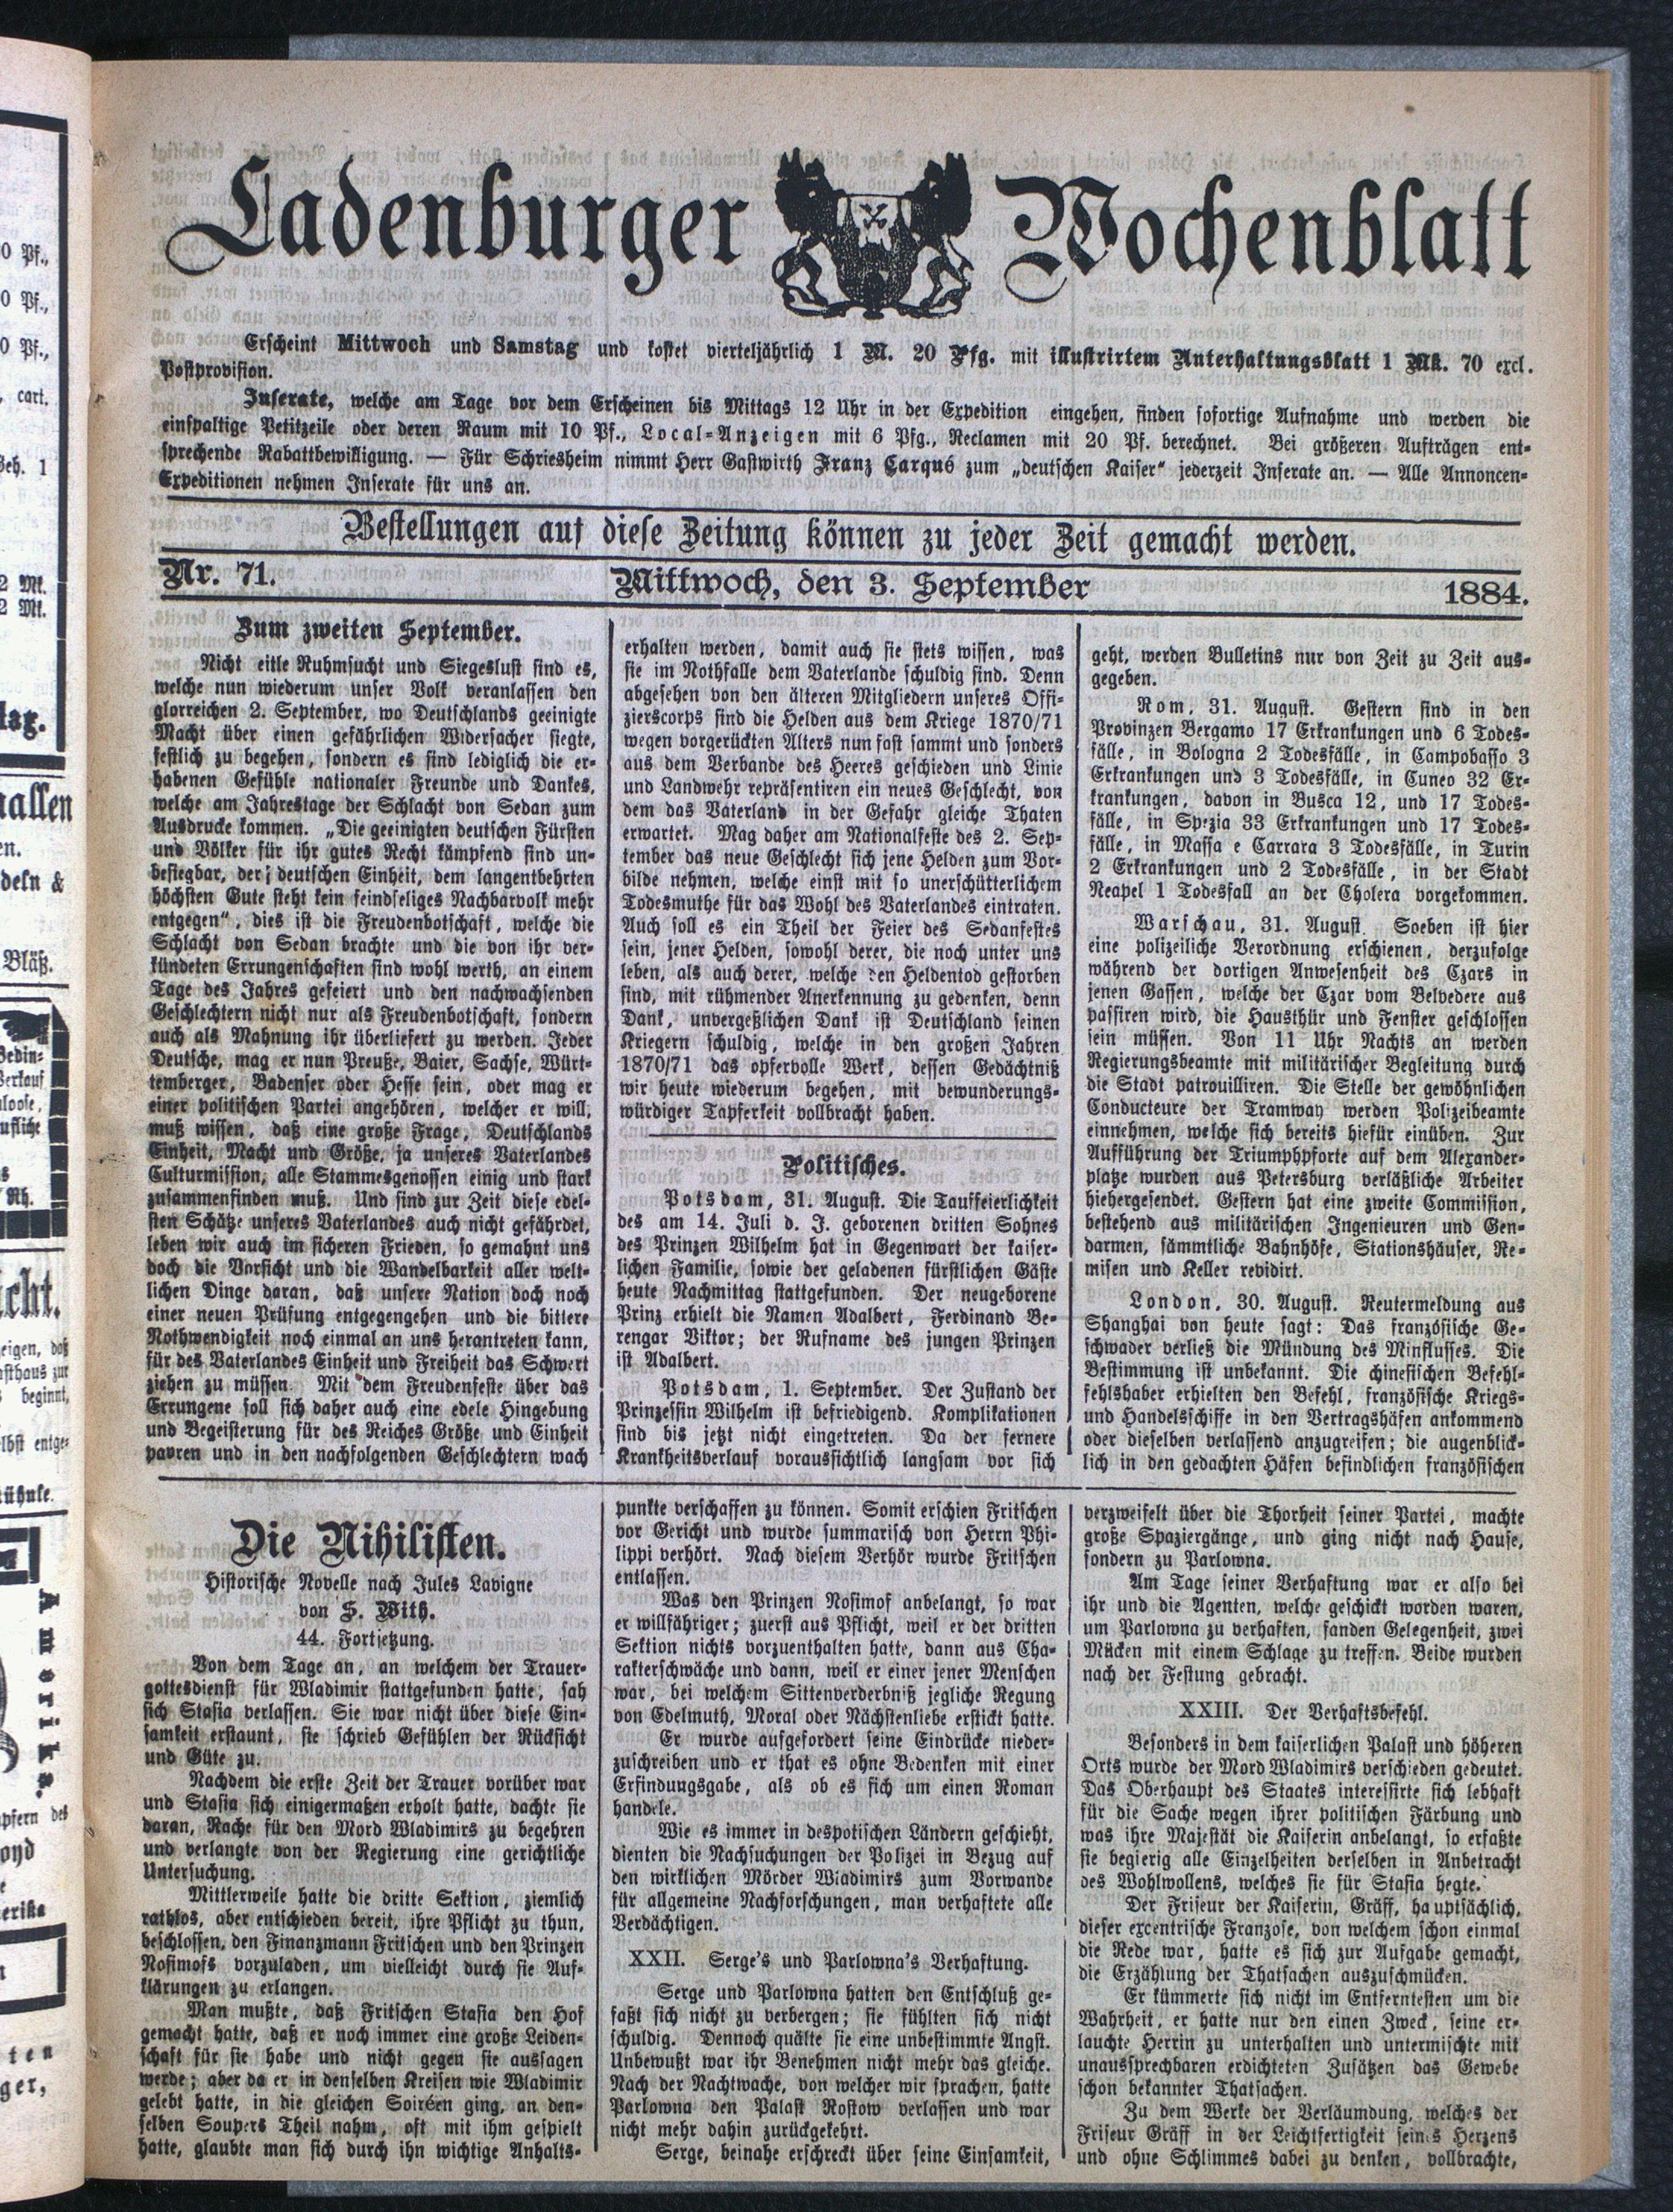 Ladenburger Wochenblatt
Erscheint Mittwoch und Samstag und kostet vierteljährlich 1 M. 20 Pfg. mit illustrirtem Unterhaltungsblatt 1 Mk. 70 excl.
Postprovision.
Inserate, welche am Tage vor dem Erscheinen bis Mittags 12 Uhr in der Expedition eingehen, finden sofortige Aufnahme und werden die
einspaltige Petitzeile oder deren Raum mit 10 Pf., Local-Anzeigen mit 6 Pfg., Reclamen mit 20 Pf. berechnet. Bei größeren Aufträgen ent-
sprechende Rabattbewilligung. — Für Schriesheim nimmt Herr Gastwirth Franz Carqué zum „deutschen Kaiser“ jederzeit Inserate an. — Alle Annoncen-
Expeditionen nehmen Inserate für uns an.
Bestellungen auf diese Zeitung können zu jeder Zeit gemacht werden.
Nr. 71. Mittwoch, den 3. September 1884.
Zum zweiten September.
Nicht eitle Ruhmsucht und Siegeslust sind es,
welche nun wiederum unser Volk veranlassen den
glorreichen 2. September, wo Deutschlands geeinigte
Macht über einen gefährlichen Widersacher siegte,
festlich zu begehen, sondern es sind lediglich die er-
habenen Gefühle nationaler Freunde und Dankes,
welche am Jahrestage der Schlacht von Sedan zum
Ausdrucke kommen. „Die geeinigten deutschen Fürsten
und Völker für ihr gutes Recht kämpfend sind un-
besiegbar, der; deutschen Einheit, dem langentbehrten
höchsten Gute steht kein feindseliges Nachbarvolk mehr
entgegen“, dies ist die Freudenbotschaft, welche die
Schlacht von Sedan brachte und die von ihr ver-
kündeten Errungenschaften sind wohl werth, an einem
Tage des Jahres gefeiert und den nachwachsenden
Geschlechtern nicht nur als Freudenbotschaft, sondern
auch als Mahnung ihr überliefert zu werden. Jeder
Deutsche, mag er nun Preuße, Baier, Sachse, Würt-
temberger, Badenser oder Hesse sein, oder mag er
einer politischen Partei angehören, welcher er will,
muß wissen, daß eine große Frage, Deutschlands
Einheit, Macht und Größe, ja unseres Vaterlandes
Culturmission, alle Stammesgenossen einig und stark
zusammenfinden muß. Und sind zur Zeit diese edel-
sten Schätze unseres Vaterlandes auch nicht gefährdet,
leben wir auch im sicheren Frieden, so gemahnt uns
doch die Vorsicht und die Wandelbarkeit aller welt-
lichen Dinge daran, daß unsere Nation doch noch
einer neuen Prüfung entgegengehen und die bittere
Nothwendigkeit noch einmal an uns herantreten kann,
für des Vaterlandes Einheit und Freiheit das Schwert
ziehen zu müssen. Mit dem Freudenfeste über das
Errungene soll sich daher auch eine edele Hingebung
und Begeisterung für des Reiches Größe und Einheit
paoren und in den nachfolgenden Geschlechtern wach
erhalten werden, damit auch sie stets wissen, was
sie im Nothfalle dem Vaterlande schuldig sind. Denn
abgesehen von den älteren Mitgliedern unseres Offi-
zierscorps sind die Helden aus dem Kriege 1870/71
wegen vorgerückten Alters nun fast sammt und sonders
aus dem Verbande des Heeres geschieden und Linie
und Landwehr repräsentiren ein neues Geschlecht, von
dem das Vaterland in der Gefahr gleiche Thaten
erwartet. Mag daher am Nationalfeste des 2. Sep-
tember das neue Geschlecht sich jene Helden zum Vor-
bilde nehmen, welche einst mit so unerschütterlichem
Todesmuthe für das Wohl des Vaterlandes eintraten.
Auch soll es ein Theil der Feier des Sedanfestes
sein, jener Helden, sowohl derer, die noch unter uns
leben, als auch derer, welche den Heldentod gestorben
sind, mit rühmender Anerkennung zu gedenken, denn
Dank, unvergeßlichen Dank ist Deutschland seinen
Kriegern schuldig, welche in den großen Jahren
1870/71 das opfervolle Werk, dessen Gedächtniß
wir heute wiederum begehen, mit bewunderungs-
würdiger Tapferkeit vollbracht haben.
Politisches.
Potsdam, 31. August. Die Tauffeierlichkeit
des am 14. Juli d. J. geborenen dritten Sohnes
des Prinzen Wilhelm hat in Gegenwart der kaiser-
lichen Familie, sowie der geladenen fürstlichen Gäste
heute Nachmittag stattgefunden. Der neugeborene
Prinz erhielt die Namen Adalbert, Ferdinand Be-
rengar Viktor; der Rufname des jungen Prinzen
ist Adalbert.
Potsdam, 1. September. Der Zustand der
Prinzessin Wilhelm ist befriedigend. Komplikationen
sind bis jetzt nicht eingetreten. Da der fernere
Krankheitsverlauf voraussichtlich langsam vor sich
geht, werden Bulletins nur von Zeit zu Zeit aus-
gegeben.
Rom, 31. August. Gestern sind in den
Provinzen Bergamo 17 Erkrankungen und 6 Todes-
fälle, in Bologna 2 Todesfälle, in Campobasso 3
Erkrankungen und 3 Todesfälle, in Cuneo 32 Er-
krankungen, davon in Busca 12, und 17 Todes-
fälle, in Spezia 33 Erkrankungen und 17 Todes-
fälle, in Massa e Carrara 3 Todesfälle, in Turin
2 Erkrankungen und 2 Todesfälle, in der Stadt
Neapel 1 Todesfall an der Cholera vorgekommen.
Warschau, 31. August. Soeben ist hier
eine polizeiliche Verordnung erschienen, derzufolge
während der dortigen Anwesenheit des Czars in
jenen Gassen, welche der Czar vom Belvedere aus
passiren wird, die Hausthür und Fenster geschlossen
sein müssen. Von 11 Uhr Nachts an werden
Regierungsbeamte mit militärischer Begleitung durch
die Stadt patrouilliren. Die Stelle der gewöhnlichen
Conducteure der Tramway werden Polizeibeamte
einnehmen, welche sich bereits hiefür einüben. Zur
Aufführung der Triumphpforte auf dem Alexander-
platze wurden aus Petersburg verläßliche Arbeiter
hiehergesendet. Gestern hat eine zweite Commission,
bestehend aus militärischen Ingenieuren und Gen-
darmen, sämmtliche Bahnhöfe, Stationshäuser, Re-
misen und Keller revidirt.
London, 30. August. Reutermeldung aus
Shanghai von heute sagt: Das französische Ge-
schwader verließ die Mündung des Minflusses. Die
Bestimmung ist unbekannt. Die chinesischen Befehl-
fehlshaber erhielten den Befehl, französische Kriegs-
und Handelsschiffe in den Vertragshäfen ankommend
oder dieselben verlassend anzugreifen; die augenblick-
lich in den gedachten Häfen befindlichen französischen
Die Nihilisten.
Historische Novelle nach Jules Lavigne
von S. With.
44. Fortsetzung.
Von dem Tage an, an welchem der Trauer-
gottesdienst für Wladimir stattgefunden hatte, sah
sich Stasia verlassen. Sie war nicht über diese Ein-
samkeit erstaunt, sie schrieb Gefühlen der Rücksicht
und Güte zu.
Nachdem die erste Zeit der Trauer vorüber war
und Stasia sich einigermaßen erholt hatte, dachte sie
daran, Rache für den Mord Wladimirs zu begehren
und verlangte von der Regierung eine gerichtliche
Untersuchung.
Mittlerweile hatte die dritte Sektion, ziemlich
rathlos, aber entschieden bereit, ihre Pflicht zu thun,
beschlossen, den Finanzmann Fritschen und den Prinzen
Nosimofs vorzuladen, um vielleicht durch sie Auf-
klärungen zu erlangen.
Man mußte, daß Fritschen Stasia den Hof
gemacht hatte, daß er noch immer eine große Leiden-
schaft für sie habe und nicht gegen sie aussagen
werde; aber da er in denselben Kreisen wie Wladimir
gelebt hatte, in die gleichen Soiréen ging, an den-
selben Soupers Theil nahm, oft mit ihm gespielt
hatte, glaubte man sich durch ihn wichtige Anhalts-
punkte verschaffen zu können. Somit erschien Fritschen
vor Gericht und wurde summarisch von Herrn Phi-
lippi verhört. Nach diesem Verhör wurde Fritschen
entlassen.
Was den Prinzen Nosimof anbelangt, so war
er willfähriger; zuerst aus Pflicht, weil er der dritten
Sektion nichts vorzuenthalten hatte, dann aus Cha-
rakterschwäche und dann, weil er einer jener Menschen
war, bei welchem Sittenverderbniß jegliche Regung
von Edelmuth, Moral oder Nächstenliebe erstickt hatte.
Er wurde aufgefordert seine Eindrücke nieder-
zuschreiben und er that es ohne Bedenken mit einer
Erfindungsgabe, als ob es sich um einen Roman
handele.
Wie es immer in despotischen Ländern geschieht,
dienten die Nachsuchungen der Polizei in Bezug auf
den wirklichen Mörder Wladimirs zum Vorwande
für allgemeine Nachforschungen, man verhaftete alle
Verdächtigen.
XXII. Serge's und Parlowna's Verhaftung.
Serge und Parlowna hatten den Entschluß ge-
faßt sich nicht zu verbergen; sie fühlten sich nicht
schuldig. Dennoch quälte sie eine unbestimmte Angst.
Unbewußt war ihr Benehmen nicht mehr das gleiche.
Nach der Nachtwache, von welcher wir sprachen, hatte
Parlowna den Palast Rostow verlassen und war
nicht mehr dahin zurückgekehrt.
Serge, beinahe erschreckt über seine Einsamkeit,
verzweifelt über die Thorheit seiner Partei, machte
große Spaziergänge, und ging nicht nach Hause,
sondern zu Parlowna.
Am Tage seiner Verhaftung war er also bei
ihr und die Agenten, welche geschickt worden waren,
um Parlowna zu verhaften, fanden Gelegenheit, zwei
Mücken mit einem Schlage zu treffen. Beide wurden
nach der Festung gebracht.
XXIII. Der Verhaftsbefehl.
Besonders in dem kaiserlichen Palast und höheren
Orts wurde der Mord Wladimirs verschieden gedeutet.
Das Oberhaupt des Staates interessirte sich lebhaft
für die Sache wegen ihrer politischen Färbung und
was ihre Majestät die Kaiserin anbelangt, so erfaßte
sie begierig alle Einzelheiten derselben in Anbetracht
des Wohlwollens, welches sie für Stasia hegte.
Der Friseur der Kaiserin, Gräff, hauptsächlich,
dieser excentrische Franzose, von welchem schon einmal
die Rede war, hatte es sich zur Aufgabe gemacht,
die Erzählung der Thatsachen auszuschmücken.
Er kümmerte sich nicht im Entferntesten um die
Wahrheit, er hatte nur den einen Zweck, seine er-
lauchte Herrin zu unterhalten und untermischte mit
unaussprechbaren erdichteten Zusätzen das Gewebe
schon bekannter Thatsachen.
Zu dem Werke der Verläumdung, welches der
Friseur Gräff in der Leichtfertigkeit seines Herzens
und ohne Schlimmes dabei zu denken, vollbrachte,